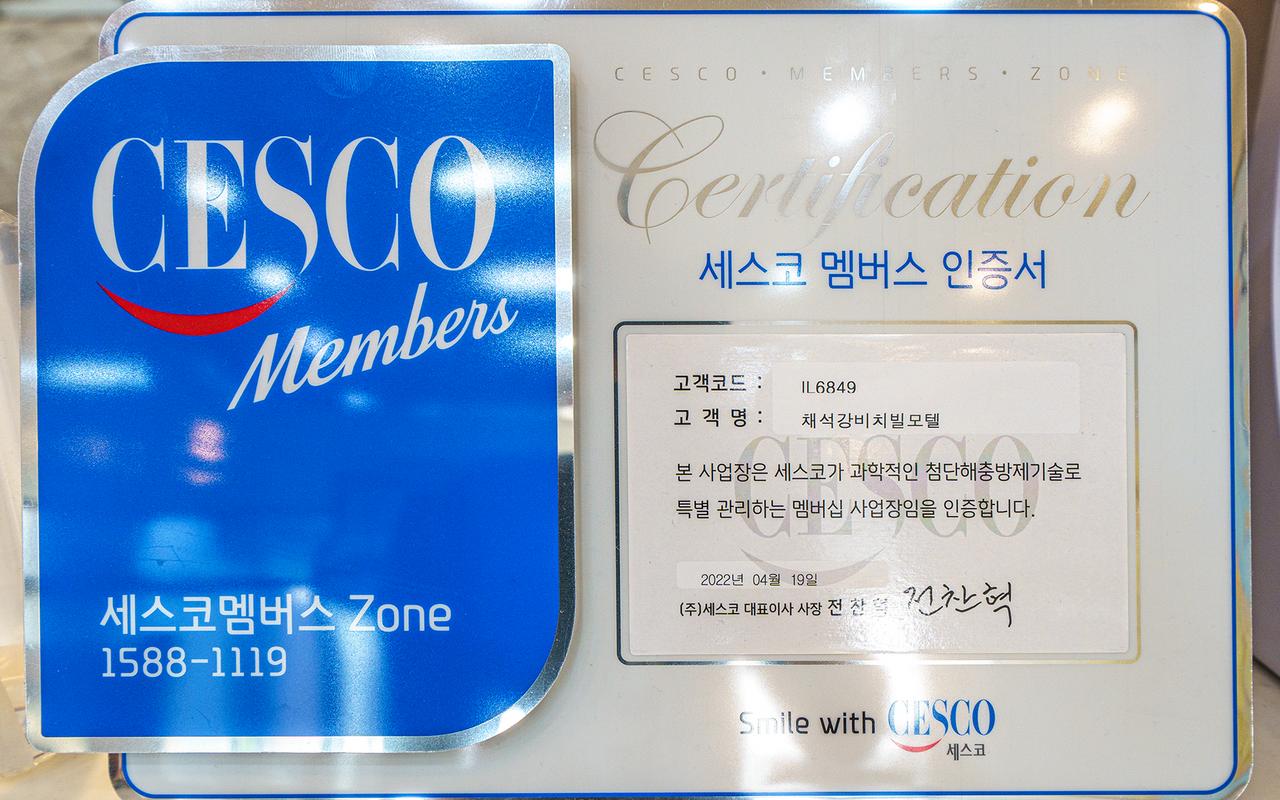 CESCO
Members
세스코멤버스 Zone
1588-1119
CESCO • MEMBERS • ZONE
Certification
세스코 멤버스 인증서
고객코드 : IL6849
고 객 명 : 채석강비치빌모텔
CESCO
본 사업장은 세스코가 과학적인 첨단해충방제기술로
특별 관리하는 멤버십 사업장임을 인증합니다.
2022년 04월 19일
(주)세스코 대표이사 사장 전 찬 혁 전찬혁
Smile with CESCO
세스코